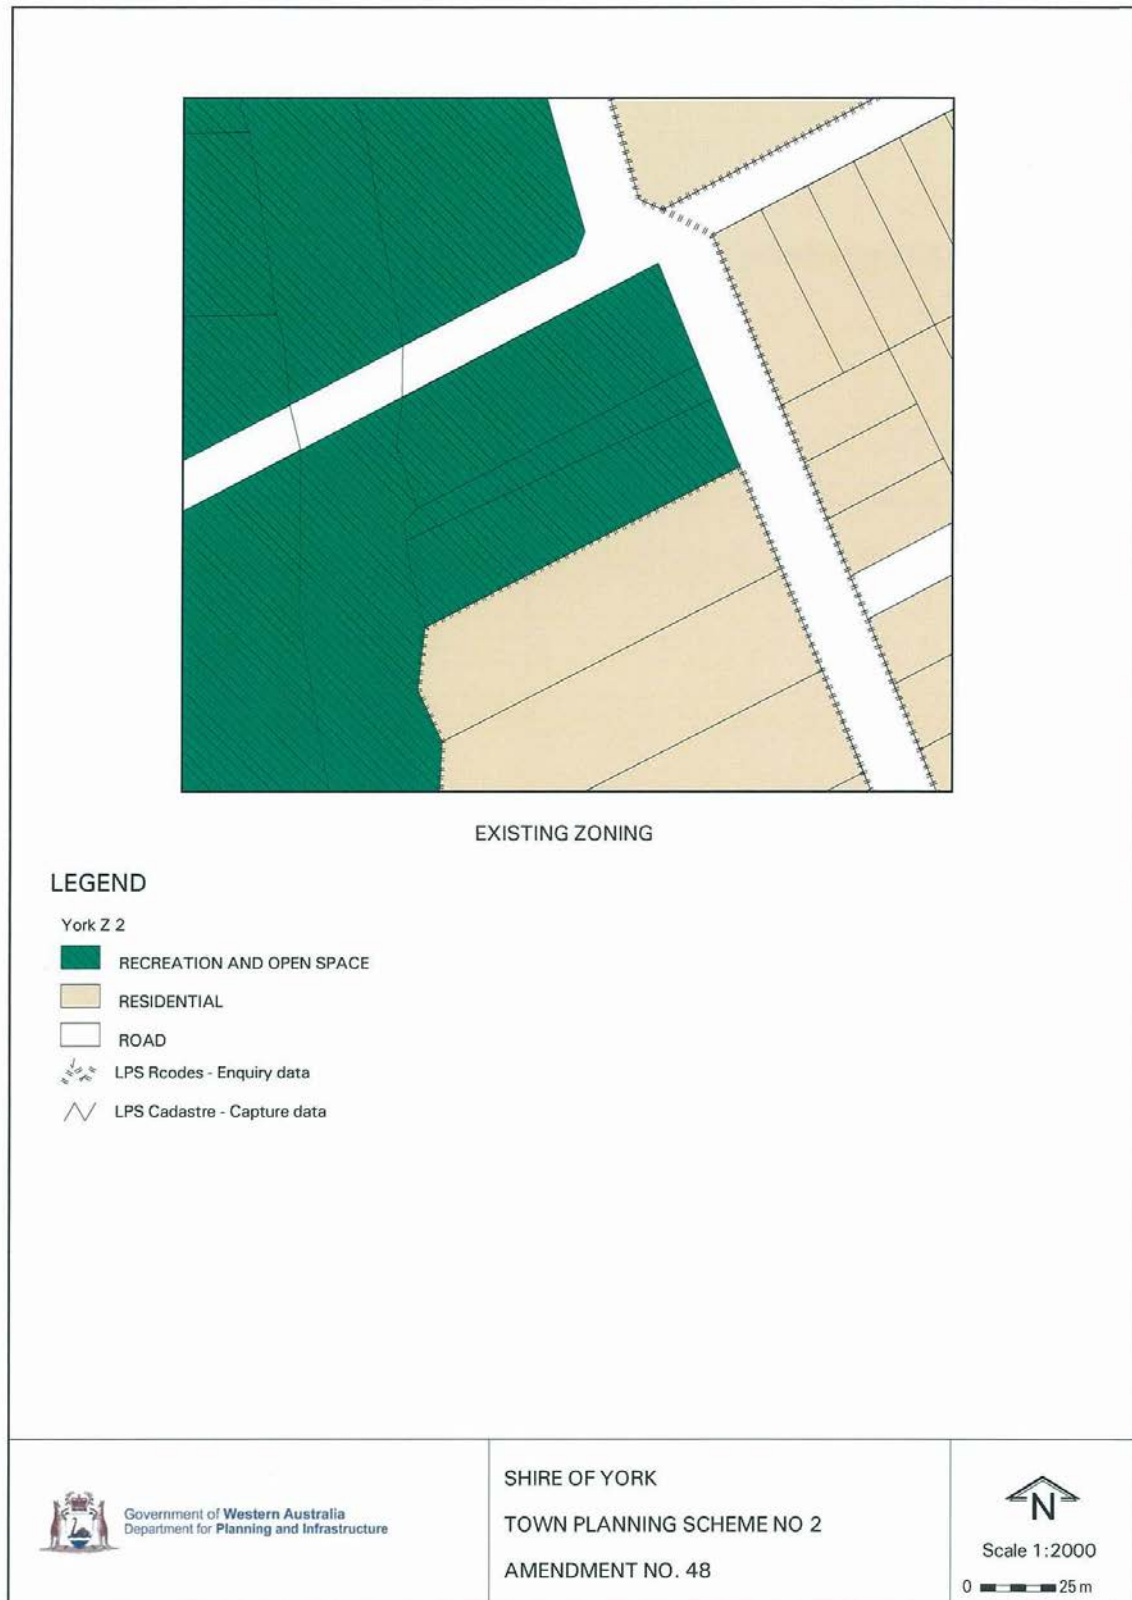 EXISTING ZONING
LEGEND
York Z 2
RECREATION AND OPEN SPACE
RESIDENTIAL
ROAD
LPS Rcodes - Enquiry data
LPS Cadastre - Capture data
Government of Western Australia
Department for Planning and Infrastructure
SHIRE OF YORK
TOWN PLANNING SCHEME NO 2
AMENDMENT NO. 48
N
Scale 1:2000
0 25 m